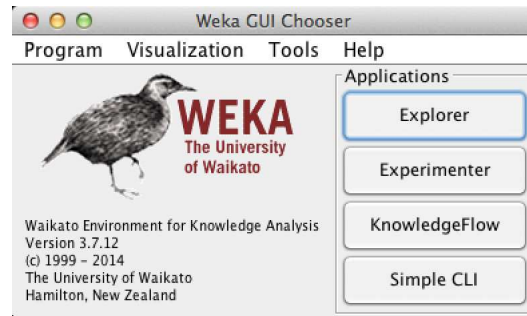 Weka GUI Chooser
Program Visualization Tools Help
Applications
WEKA
The University
of Waikato
Explorer
Experimenter
KnowledgeFlow
Simple CLI
Waikato Environment for Knowledge Analysis
Version 3.7.12
(c) 1999 - 2014
The University of Waikato
Hamilton, New Zealand